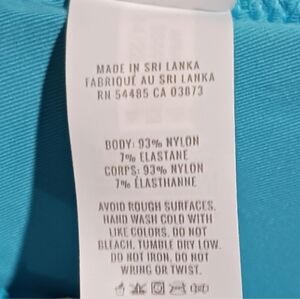 MADE IN SRI LANKA
FABRIQUÉ AU SRI LANKA
RN 54485 CA 03873
BODY: 93% NYLON
7% ELASTANE
CORPS: 93% NYLON
7% ÉLASTHANNE
AVOID ROUGH SURFACES.
HAND WASH COLD WITH
LIKE COLORS. DO NOT
BLEACH. TUMBLE DRY LOW.
DO NOT IRON, DO NOT
WRING OR TWIST.